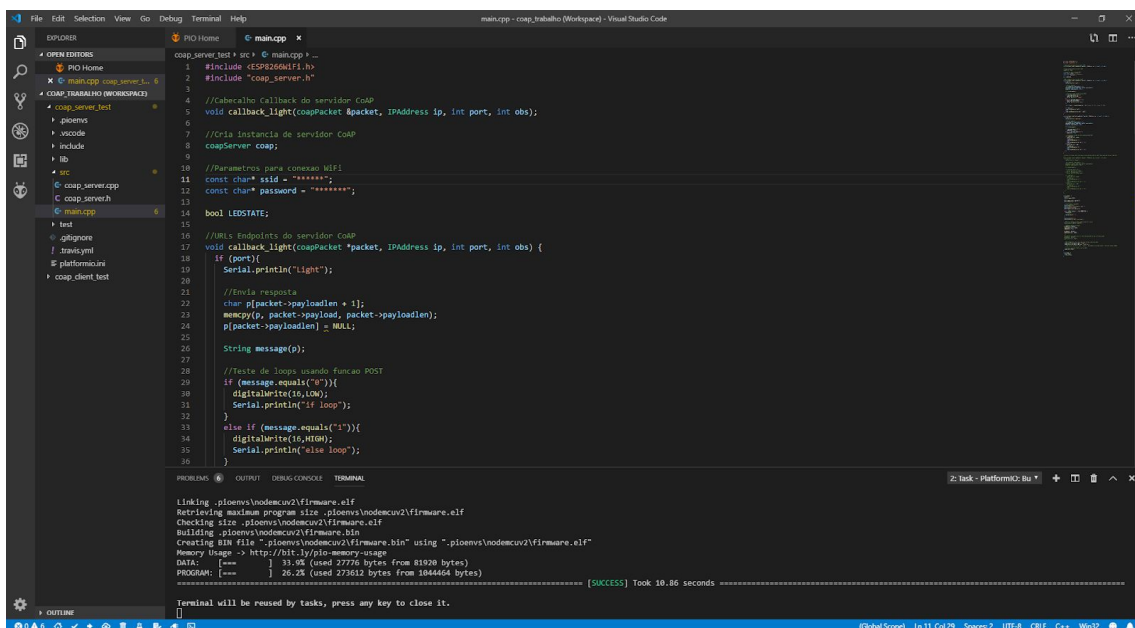 File Edit Selection View Go Debug Terminal Help
main.cpp - coap_trabalho (Workspace) - Visual Studio Code
EXPLORER
OPEN EDITORS
PIO Home
main.cpp coap_server_t... 6
COAP_TRABALHO (WORKSPACE)
coap_server_test
.pioenvs
.vscode
include
lib
src
coap_server.cpp
coap_server.h
main.cpp 6
test
.gitignore
.travis.yml
platformio.ini
coap_client_test
OUTLINE
PIO Home
main.cpp
coap_server_test src main.cpp ...
1 #include <ESP8266WiFi.h>
2 #include "coap_server.h"
3
4 //Cabecalho Callback do servidor CoAP
5 void callback_light(coapPacket &packet, IPAddress ip, int port, int obs);
6
7 //Cria instancia de servidor CoAP
8 coapServer coap;
9
10 //Parametros para conexao WiFi
11 const char* ssid = "******";
12 const char* password = "*******";
13
14 bool LEDSTATE;
15
16 //URLs Endpoints do servidor CoAP
17 void callback_light(coapPacket *packet, IPAddress ip, int port, int obs) {
18 if (port){
19 Serial.println("Light");
20
21 //Envia resposta
22 char p[packet->payloadlen + 1];
23 memcpy(p, packet->payload, packet->payloadlen);
24 p[packet->payloadlen] = NULL;
25
26 String message(p);
27
28 //Teste de loops usando funcao POST
29 if (message.equals("0")){
30 digitalWrite(16,LOW);
31 Serial.println("if loop");
32 }
33 else if (message.equals("1")){
34 digitalWrite(16,HIGH);
35 Serial.println("else loop");
36 }
PROBLEMS 6 OUTPUT DEBUG CONSOLE TERMINAL
2: Task - PlatformIO: Bu
Linking .pioenvs\nodemcuv2\firmware.elf
Retrieving maximum program size .pioenvs\nodemcuv2\firmware.elf
Checking size .pioenvs\nodemcuv2\firmware.elf
Building .pioenvs\nodemcuv2\firmware.bin
Creating BIN file ".pioenvs\nodemcuv2\firmware.bin" using ".pioenvs\nodemcuv2\firmware.elf"
Memory Usage -> http://bit.ly/pio-memory-usage
DATA: [=== ] 33.9% (used 27776 bytes from 81920 bytes)
PROGRAM: [=== ] 26.2% (used 273612 bytes from 1044464 bytes)
[SUCCESS] Took 10.86 seconds
Terminal will be reused by tasks, press any key to close it.
0 6 (Global Scope) Ln 11, Col 29 Spaces: 2 UTF-8 CRLF C++ Win32